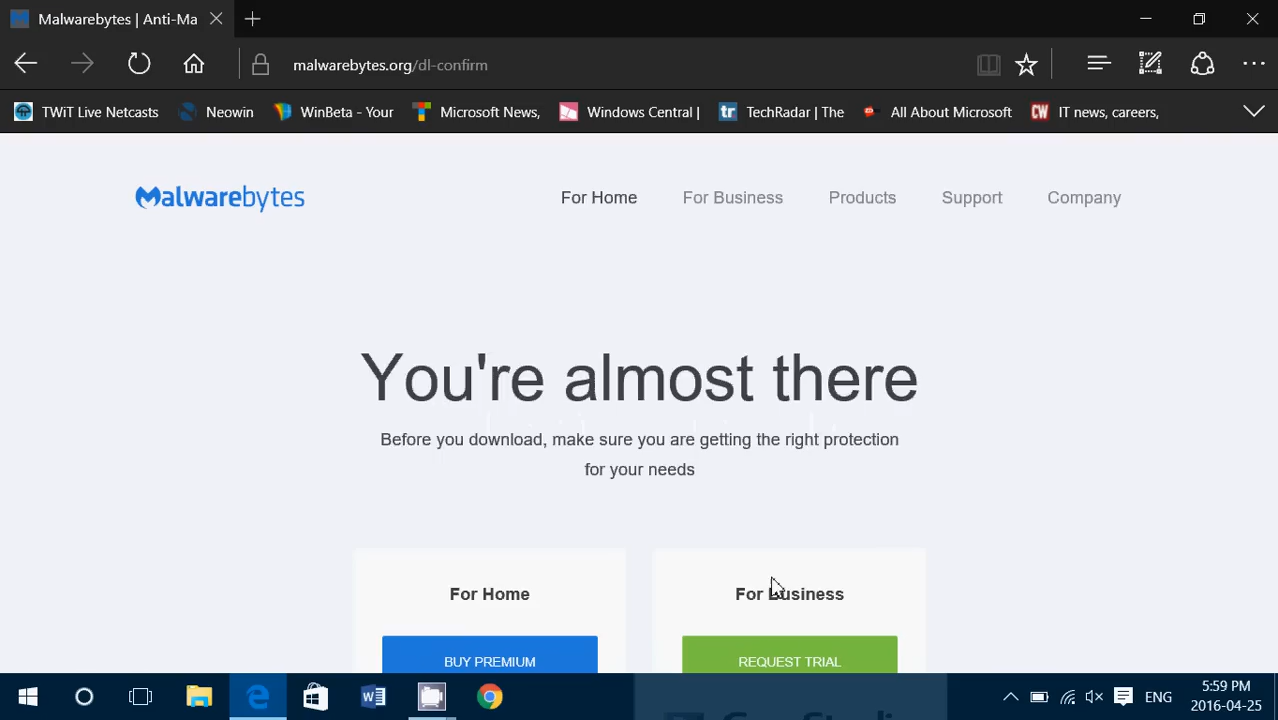 Malwarebytes | Anti-Ma
malwarebytes.org/dl-confirm
TWiT Live Netcasts Neowin WinBeta - Your Microsoft News, Windows Central | TechRadar | The All About Microsoft CW IT news, careers,
Malwarebytes For Home For Business Products Support Company
You're almost there
Before you download, make sure you are getting the right protection
for your needs
For Home For Business
BUY PREMIUM REQUEST TRIAL
ENG 5:59 PM
2016-04-25